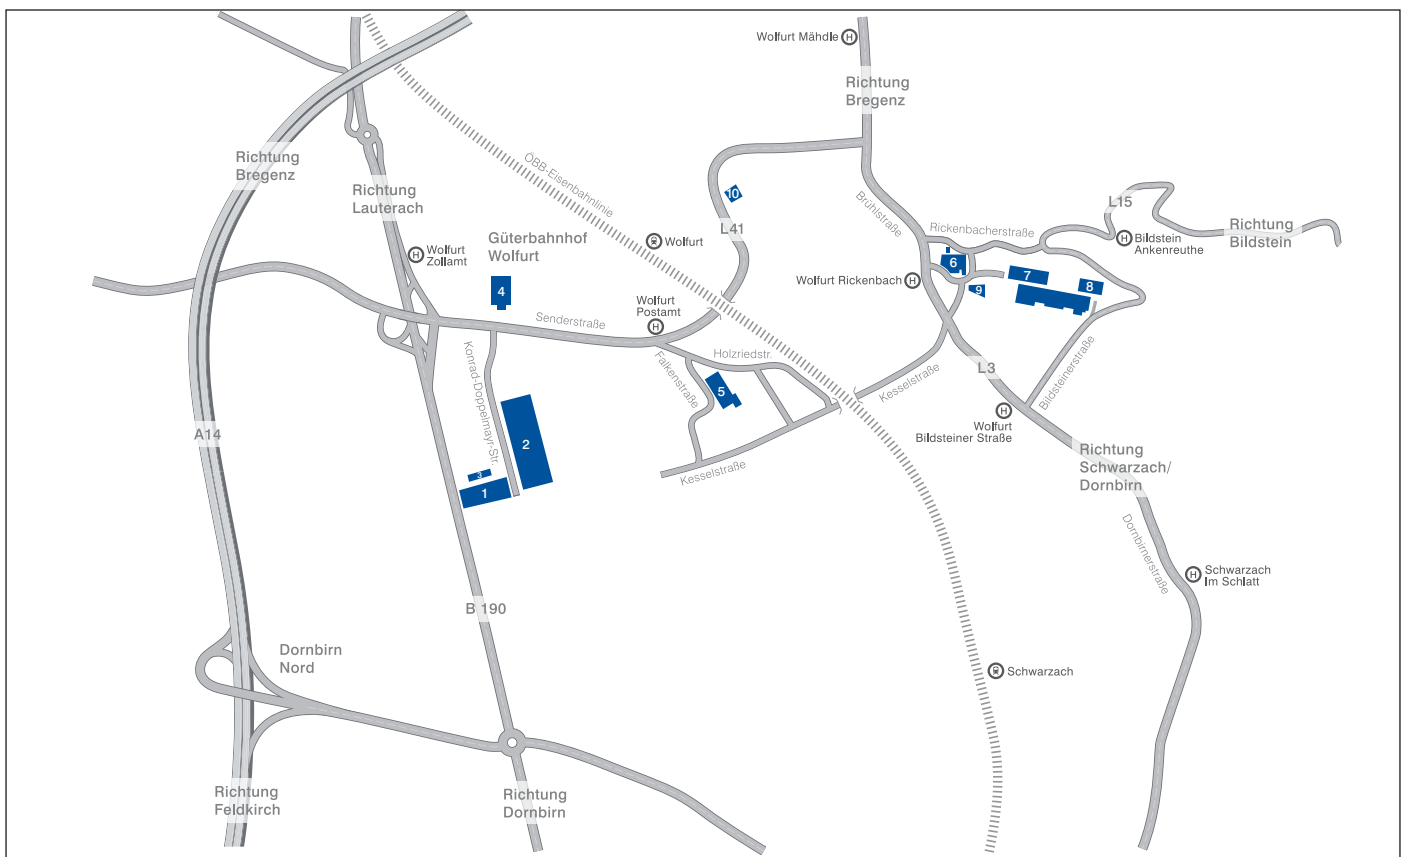 Wolfurt Mähdle
H
Richtung
Bregenz
Richtung
Bregenz
ÖBB-Eisenbahnlinie
Richtung
Lauterach
10
Brühlstraße
L15
Rickenbacherstraße
Richtung
Bildstein
L41
H
Bildstein
Ankenreuthe
Güterbahnhof
Wolfurt
Wolfurt
H
Wolfurt
Zollamt
6
7
8
9
Wolfurt Rickenbach
H
4
Wolfurt
Postamt
H
Senderstraße
Konrad-Doppelmayr-Str.
Falkenstraße
Holzriedstr.
5
Kesselstraße
L3
Bildsteinerstraße
H
Wolfurt
Bildsteiner Straße
A14
2
3
1
Kesselstraße
Richtung
Schwarzach/
Dornbirn
Dornbirnerstraße
H
Schwarzach
Im Schlatt
B 190
Dornbirn
Nord
Schwarzach
Richtung
Feldkirch
Richtung
Dornbirn